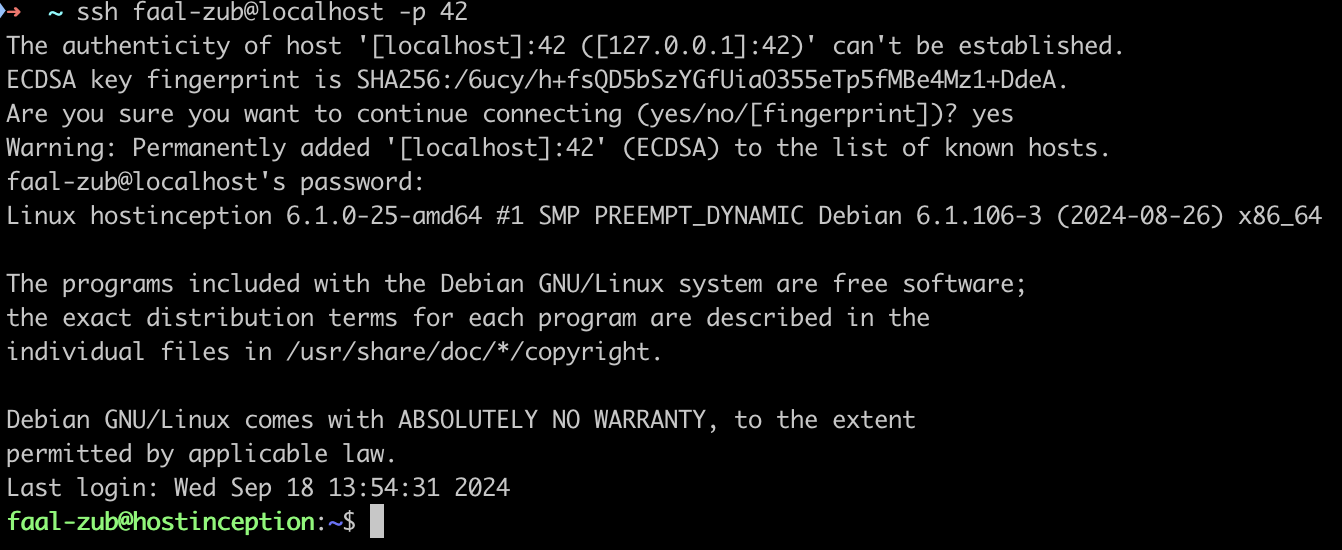 ➜  ~ ssh faal-zub@localhost -p 42
The authenticity of host '[localhost]:42 ([127.0.0.1]:42)' can't be established.
ECDSA key fingerprint is SHA256:/6ucy/h+fsQD5bSzYGfUiaO355eTp5fMBe4Mz1+DdeA.
Are you sure you want to continue connecting (yes/no/[fingerprint])? yes
Warning: Permanently added '[localhost]:42' (ECDSA) to the list of known hosts.
faal-zub@localhost's password:
Linux hostinception 6.1.0-25-amd64 #1 SMP PREEMPT_DYNAMIC Debian 6.1.106-3 (2024-08-26) x86_64

The programs included with the Debian GNU/Linux system are free software;
the exact distribution terms for each program are described in the
individual files in /usr/share/doc/*/copyright.

Debian GNU/Linux comes with ABSOLUTELY NO WARRANTY, to the extent
permitted by applicable law.
Last login: Wed Sep 18 13:54:31 2024
faal-zub@hostinception:~$